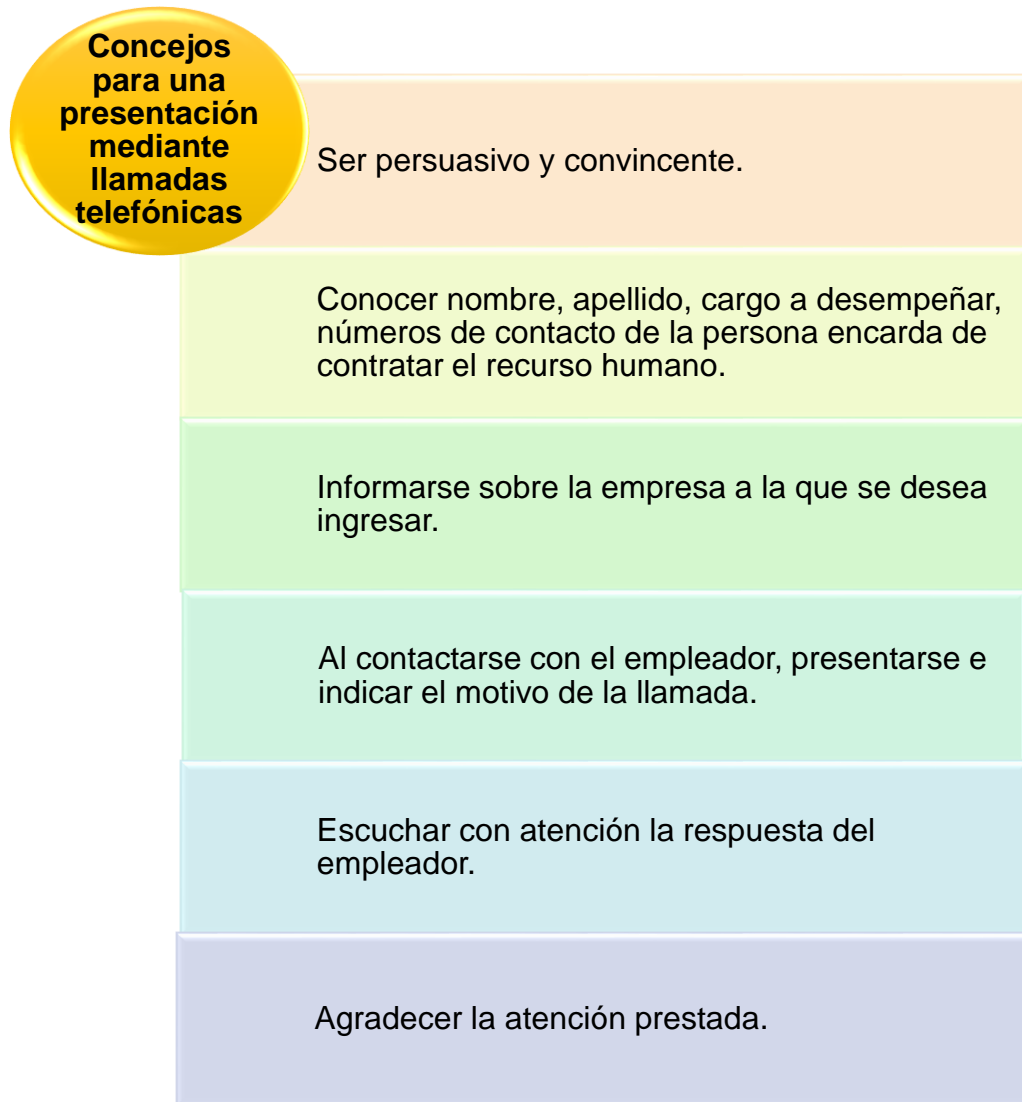 Concejos
para una
presentación
mediante
llamadas
telefónicas
Ser persuasivo y convincente.
Conocer nombre, apellido, cargo a desempeñar,
números de contacto de la persona encarda de
contratar el recurso humano.
Informarse sobre la empresa a la que se desea
ingresar.
Al contactarse con el empleador, presentarse e
indicar el motivo de la llamada.
Escuchar con atención la respuesta del
empleador.
Agradecer la atención prestada.